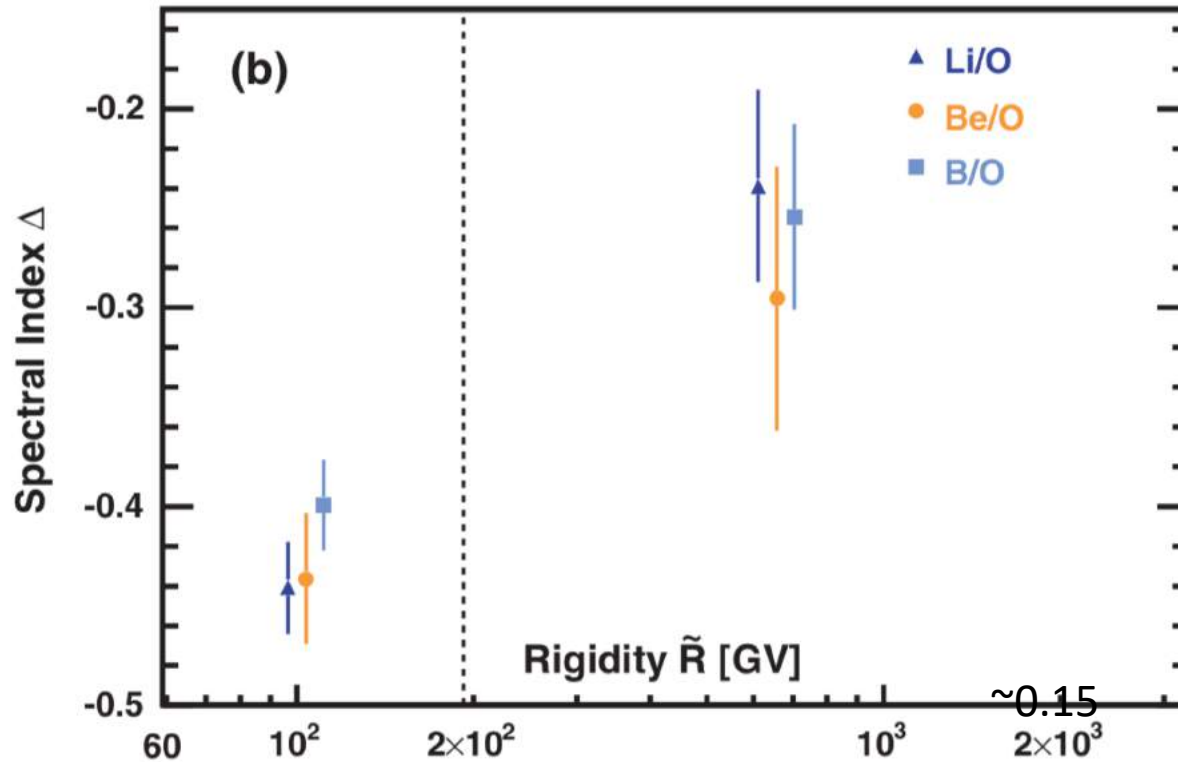 (b)
Li/O
Be/O
B/O
-0.2
-0.3
-0.4
-0.5
Spectral Index Δ
Rigidity R̃ [GV]
~0.15
60
10²
2×10²
10³
2×10³